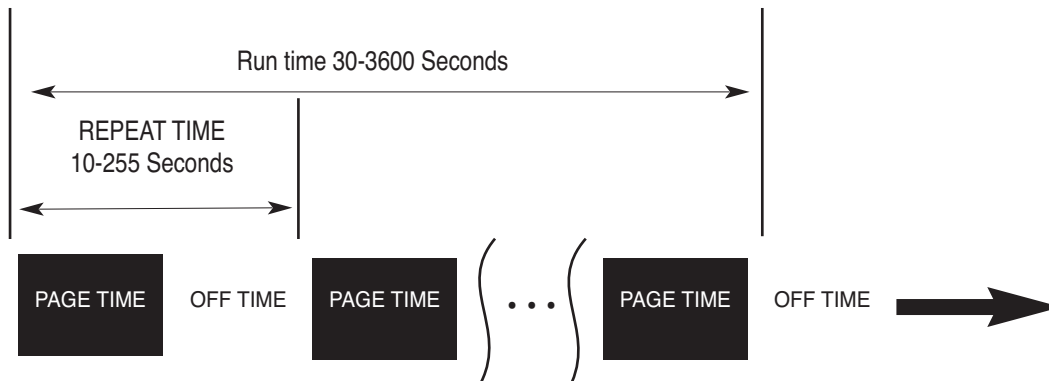 Run time 30-3600 Seconds
REPEAT TIME
10-255 Seconds
PAGE TIME
OFF TIME
PAGE TIME
• • •
PAGE TIME
OFF TIME